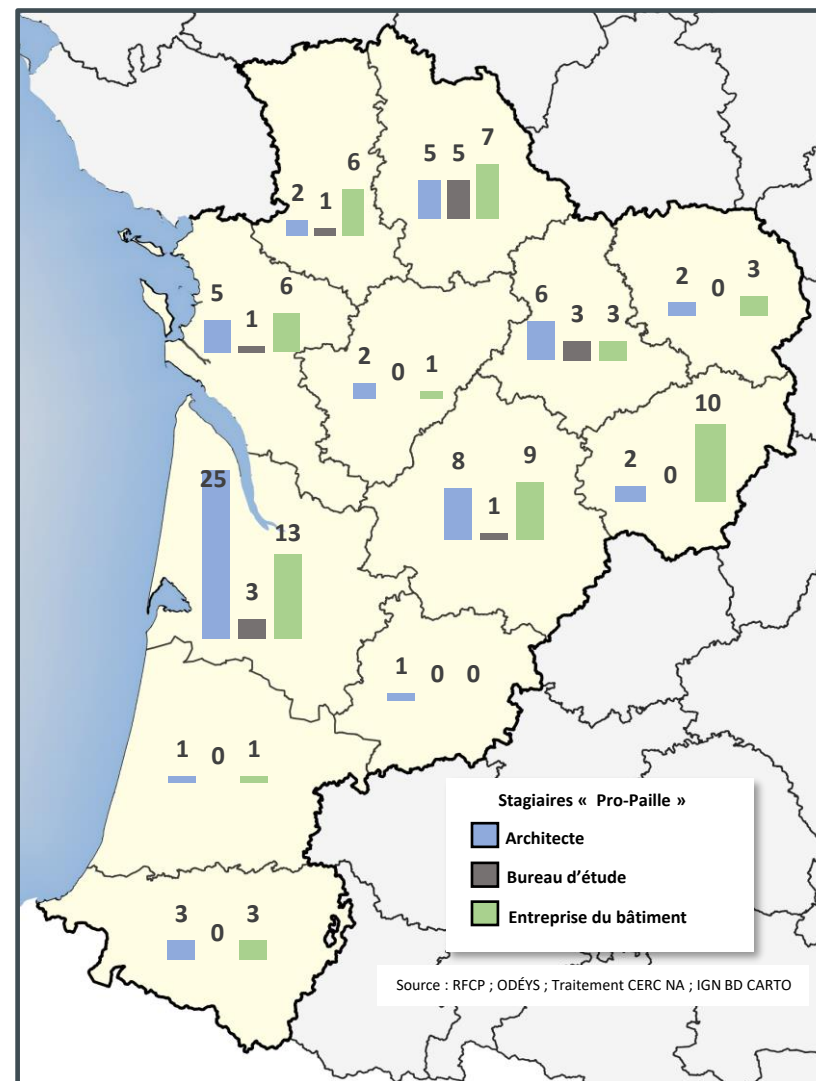 2 1 6
5 5 7
5 1 6
2 0 1
6 3 3
2 0 3
2 0 10
8 1 9
25 3 13
1 0 0
1 0 1
3 0 3
Stagiaires « Pro-Paille »
Architecte
Bureau d'étude
Entreprise du bâtiment
Source : RFCP ; ODÉYS ; Traitement CERC NA ; IGN BD CARTO